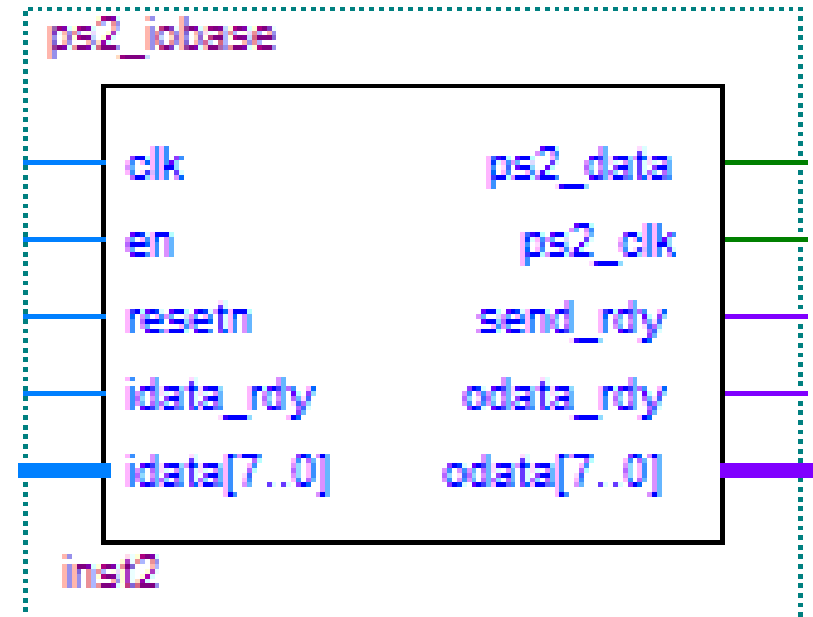 ps2_iobase
clk ps2_data
en ps2_clk
resetn send_rdy
idata_rdy odata_rdy
idata[7..0] odata[7..0]
inst2